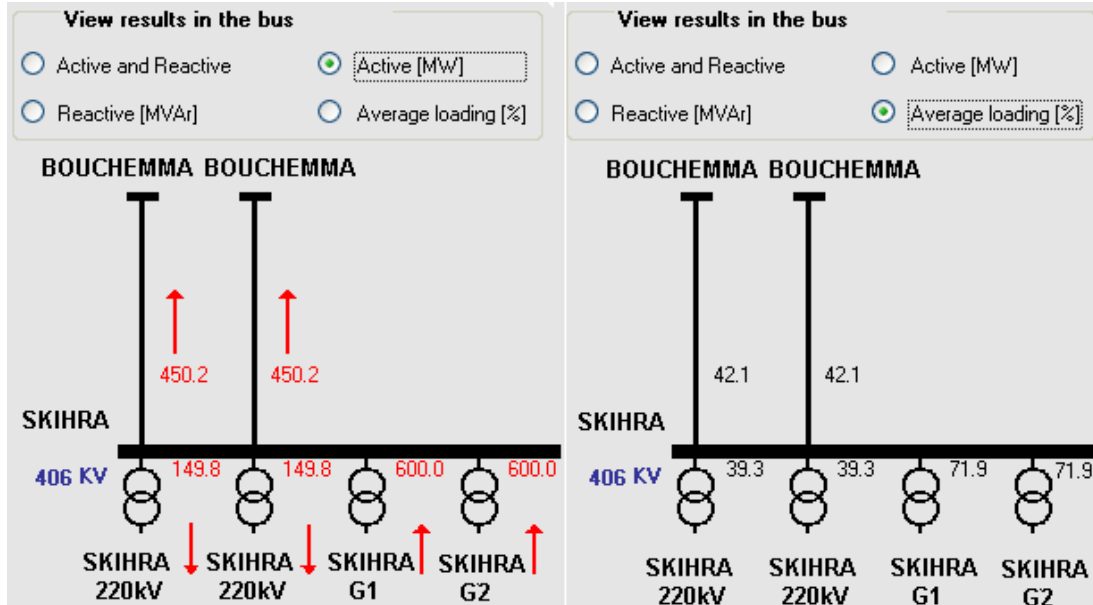 View results in the bus
Active and Reactive
Active [MW]
Reactive [MVAr]
Average loading [%]
BOUCHEMMA BOUCHEMMA
450.2
450.2
SKIHRA
406 KV
149.8
149.8
600.0
600.0
SKIHRA
220kV
SKIHRA
220kV
SKIHRA
G1
SKIHRA
G2
View results in the bus
Active and Reactive
Active [MW]
Reactive [MVAr]
Average loading [%]
BOUCHEMMA BOUCHEMMA
42.1
42.1
SKIHRA
406 KV
39.3
39.3
71.9
71.9
SKIHRA
220kV
SKIHRA
220kV
SKIHRA
G1
SKIHRA
G2